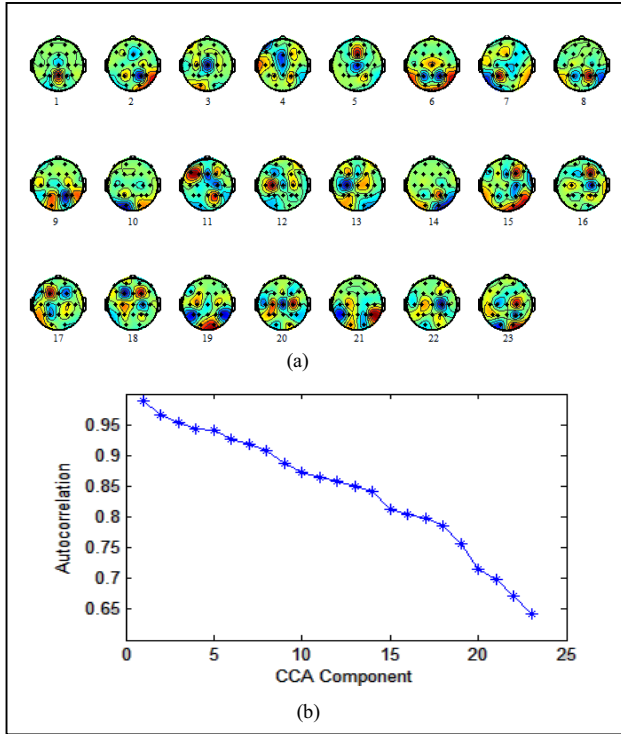 1 2 3 4 5 6 7 8
9 10 11 12 13 14 15 16
17 18 19 20 21 22 23
(a)
0.95
0.9
0.85
0.8
0.75
0.7
0.65
Autocorrelation
0 5 10 15 20 25
CCA Component
(b)